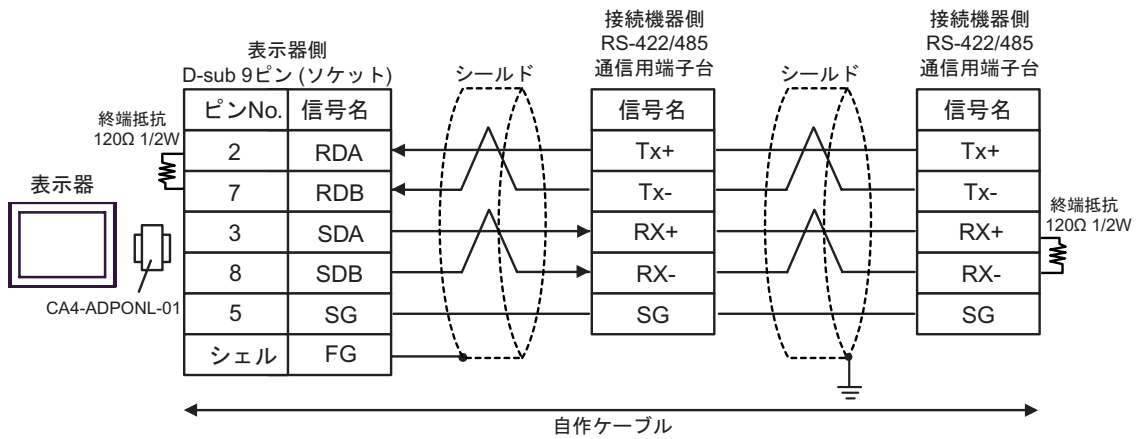 表示器側
D-sub 9ピン (ソケット)
シールド
接続機器側
RS-422/485
通信用端子台
シールド
接続機器側
RS-422/485
通信用端子台
終端抵抗
120Ω 1/2W
ピンNo. 信号名
2 RDA
7 RDB
3 SDA
8 SDB
5 SG
シェル FG
信号名
Tx+
Tx-
RX+
RX-
SG
信号名
Tx+
Tx-
RX+
RX-
SG
終端抵抗
120Ω 1/2W
表示器
CA4-ADPONL-01
自作ケーブル